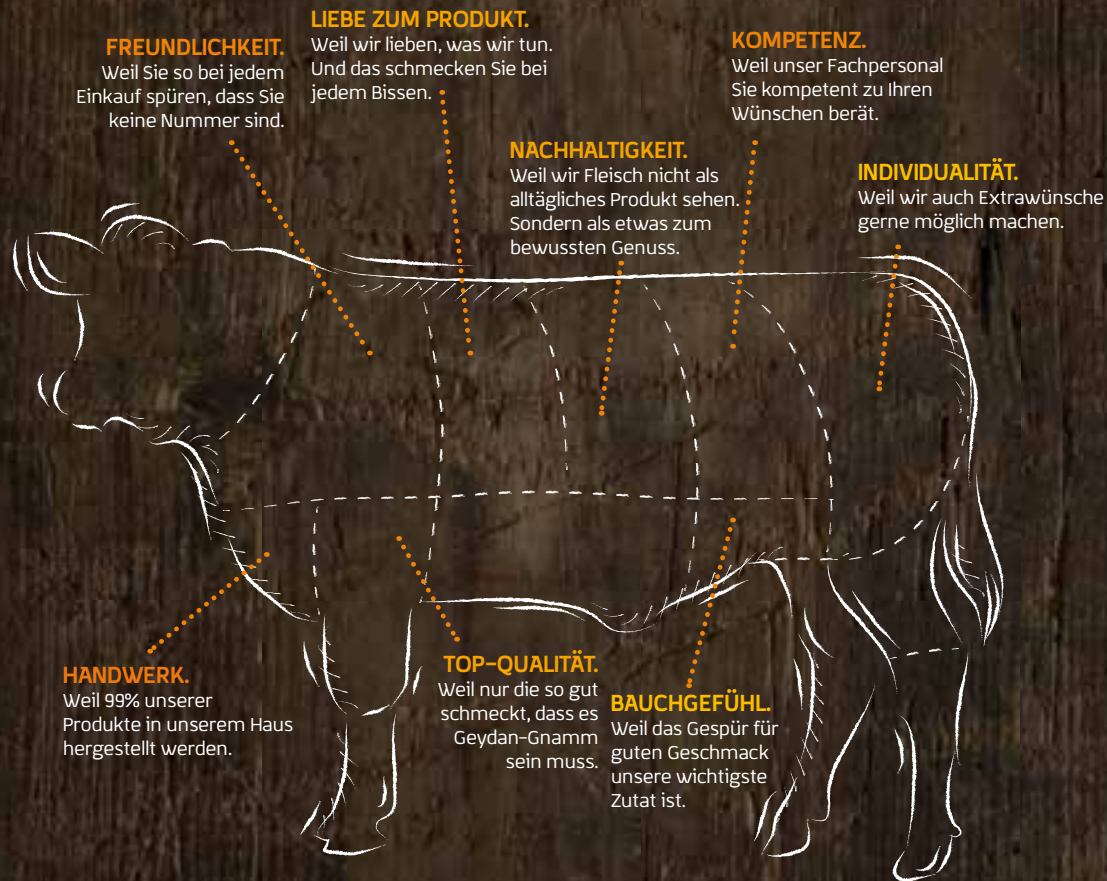 LIEBE ZUM PRODUKT.
Weil wir lieben, was wir tun.
Und das schmecken Sie bei
jedem Bissen.
FREUNDLICHKEIT.
Weil Sie so bei jedem
Einkauf spüren, dass Sie
keine Nummer sind.
KOMPETENZ.
Weil unser Fachpersonal
Sie kompetent zu Ihren
Wünschen berät.
NACHHALTIGKEIT.
Weil wir Fleisch nicht als
alltägliches Produkt sehen.
Sondern als etwas zum
bewussten Genuss.
INDIVIDUALITÄT.
Weil wir auch Extrawünsche
gerne möglich machen.
HANDWERK.
Weil 99% unserer
Produkte in unserem Haus
hergestellt werden.
TOP-QUALITÄT.
Weil nur die so gut
schmeckt, dass es
Geydan-Gnamm
sein muss.
BAUCHGEFÜHL.
Weil das Gespür für
guten Geschmack
unsere wichtigste
Zutat ist.